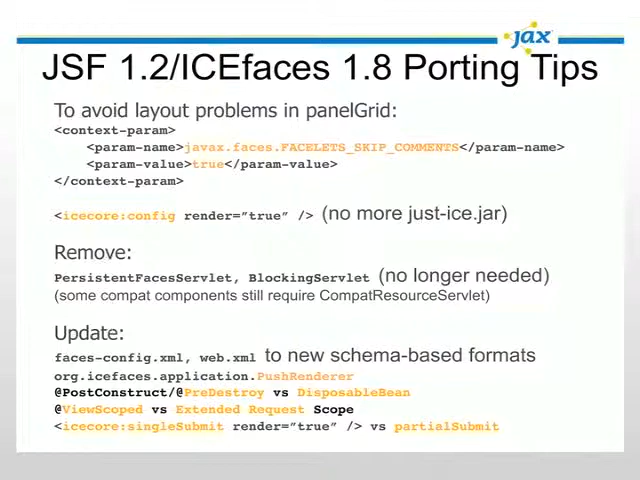 jax
JSF 1.2/ICEfaces 1.8 Porting Tips
To avoid layout problems in panelGrid:
<context-param>
<param-name>javax.faces.FACELETS_SKIP_COMMENTS</param-name>
<param-value>true</param-value>
</context-param>
<icecore:config render="true" /> (no more just-ice.jar)
Remove:
PersistentFacesServlet, BlockingServlet (no longer needed)
(some compat components still require CompatResourceServlet)
Update:
faces-config.xml, web.xml to new schema-based formats
org.icefaces.application.PushRenderer
@PostConstruct/@PreDestroy vs DisposableBean
@ViewScoped vs Extended Request Scope
<icecore:singleSubmit render="true" /> vs partialSubmit